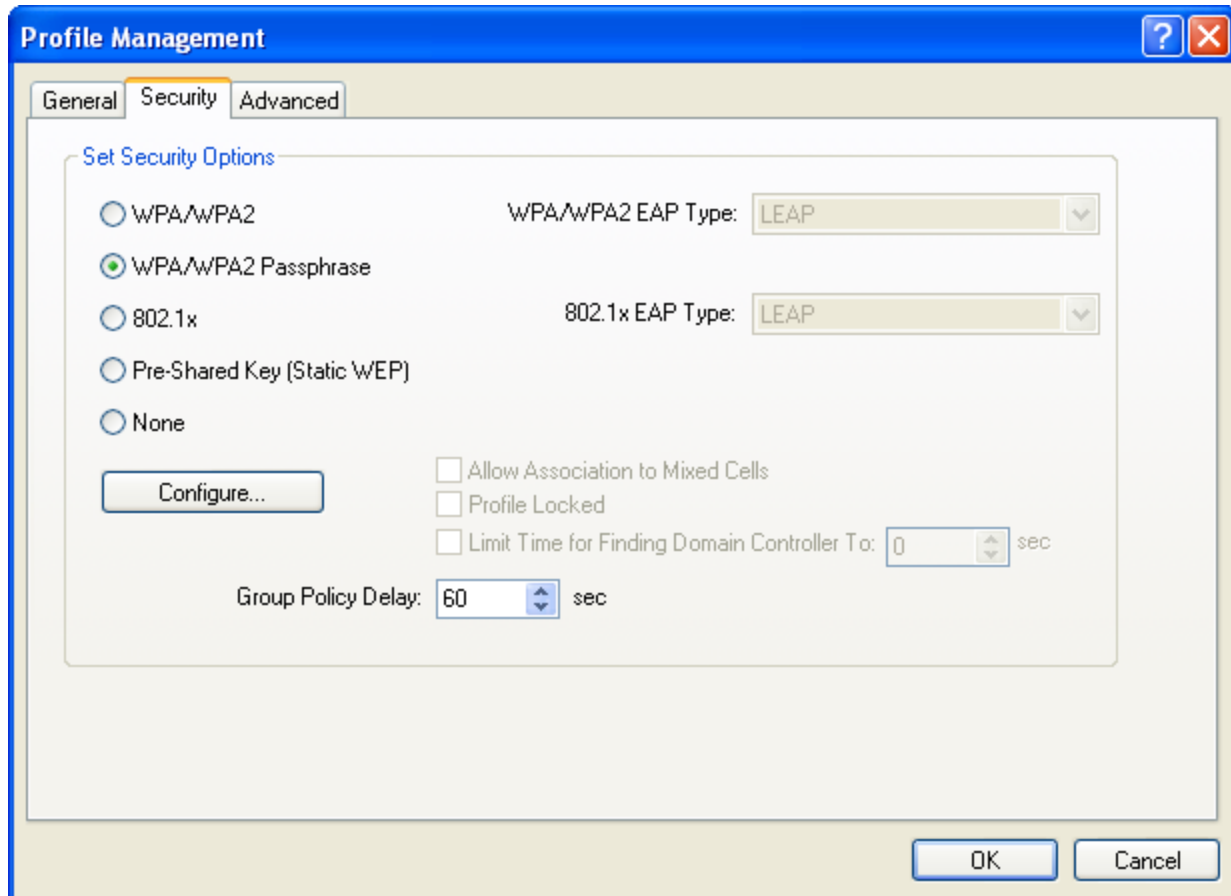 Profile Management
General Security Advanced
Set Security Options
WPA/WPA2 WPA/WPA2 EAP Type: LEAP
WPA/WPA2 Passphrase
802.1x 802.1x EAP Type: LEAP
Pre-Shared Key (Static WEP)
None
Configure...
Allow Association to Mixed Cells
Profile Locked
Limit Time for Finding Domain Controller To: 0 sec
Group Policy Delay: 60 sec
OK Cancel